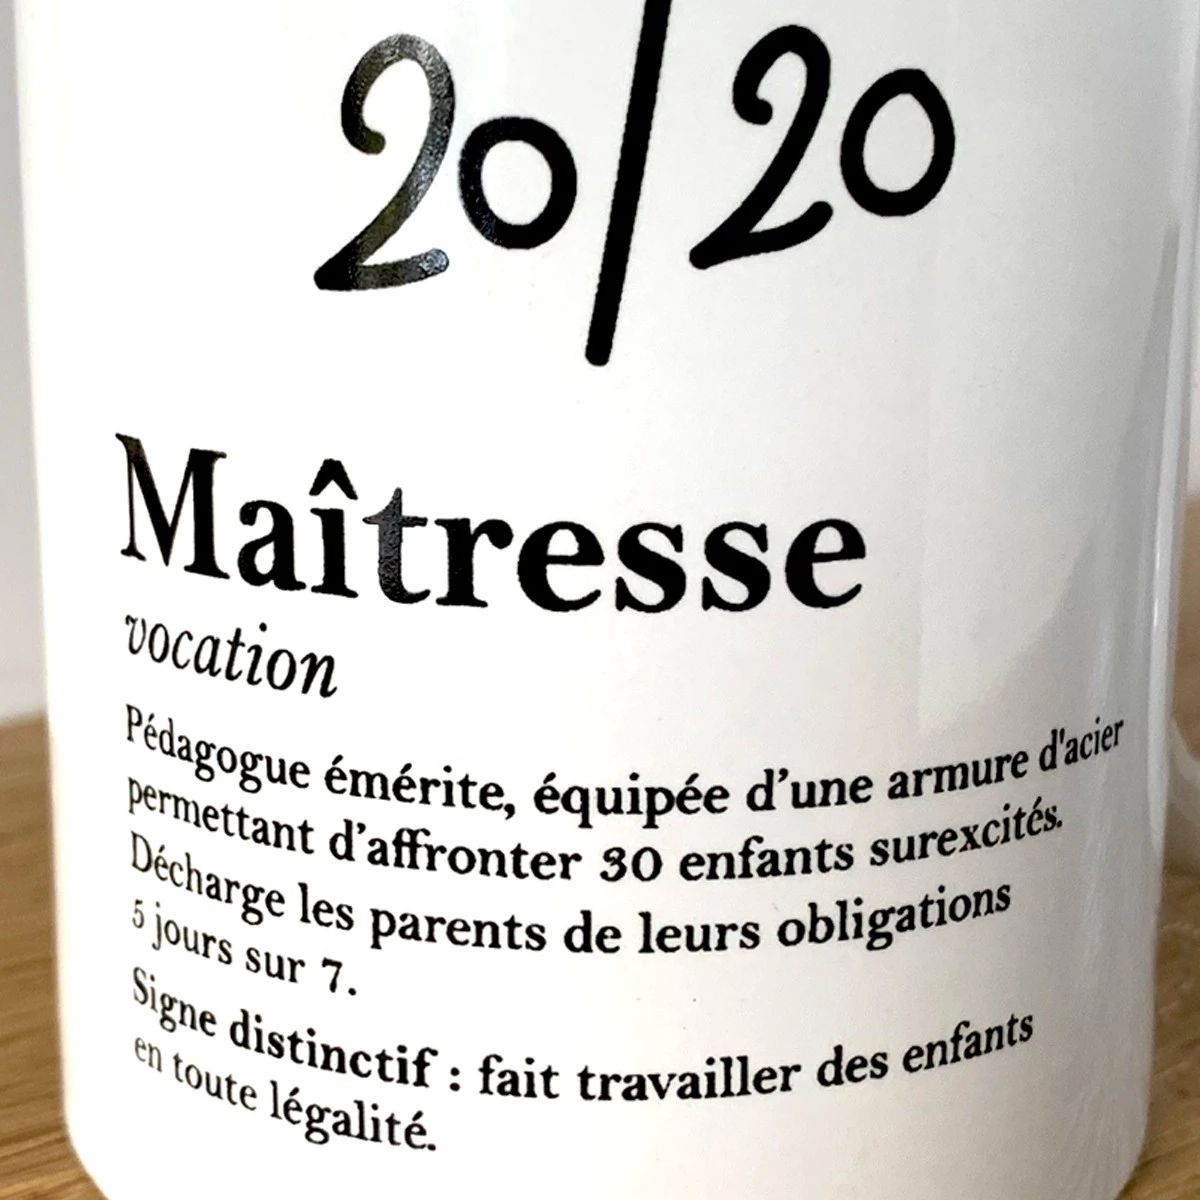 20/20
Maîtresse
vocation
Pédagogue émérite, équipée d’une armure d'acier
permettant d’affronter 30 enfants surexcités.
Décharge les parents de leurs obligations
5 jours sur 7.
Signe distinctif : fait travailler des enfants
en toute légalité.